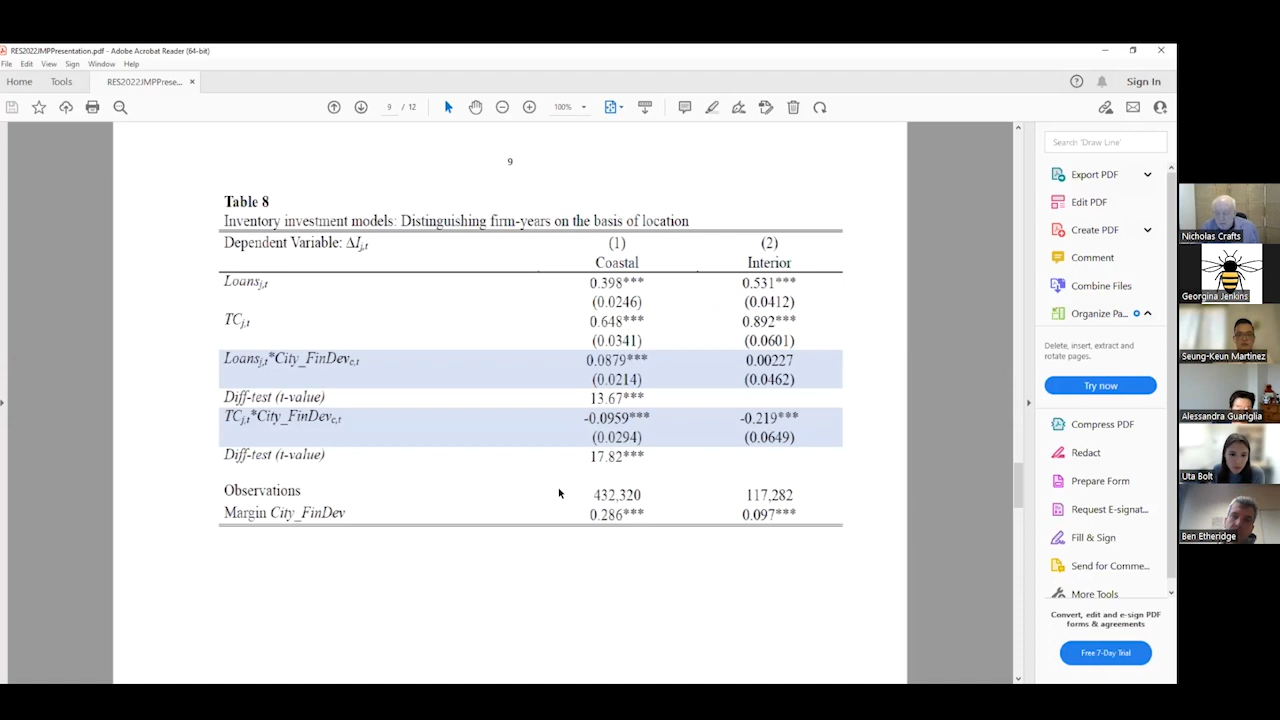 RES2022JMPPresentation.pdf - Adobe Acrobat Reader (64-bit)
File Edit View Sign Window Help
Home Tools RES2022JMPPrese... × Sign In
9 / 12 100%
Search 'Draw Line'
Export PDF
Edit PDF
Create PDF
Comment
Combine Files
Organize Pa...
Delete, insert, extract and
rotate pages.
Try now
Compress PDF
Redact
Prepare Form
Request E-signat...
Fill & Sign
Send for Comme...
More Tools
Convert, edit and e-sign PDF
forms & agreements
Free 7-Day Trial
9
Table 8
Inventory investment models: Distinguishing firm-years on the basis of location
Dependent Variable: ΔIj,t (1) (2)
Coastal Interior
Loansj,t 0.398*** 0.531***
(0.0246) (0.0412)
TCj,t 0.648*** 0.892***
(0.0341) (0.0601)
Loansj,t*City_FinDevc,t 0.0879*** 0.00227
(0.0214) (0.0462)
Diff-test (t-value) 13.67***
TCj,t*City_FinDevc,t -0.0959*** -0.219***
(0.0294) (0.0649)
Diff-test (t-value) 17.82***
Observations 432,320 117,282
Margin City_FinDev 0.286*** 0.097***
Nicholas Crafts
Georgina Jenkins
Seung-Keun Martinez
Alessandra Guariglia
Uta Bolt
Ben Etheridge